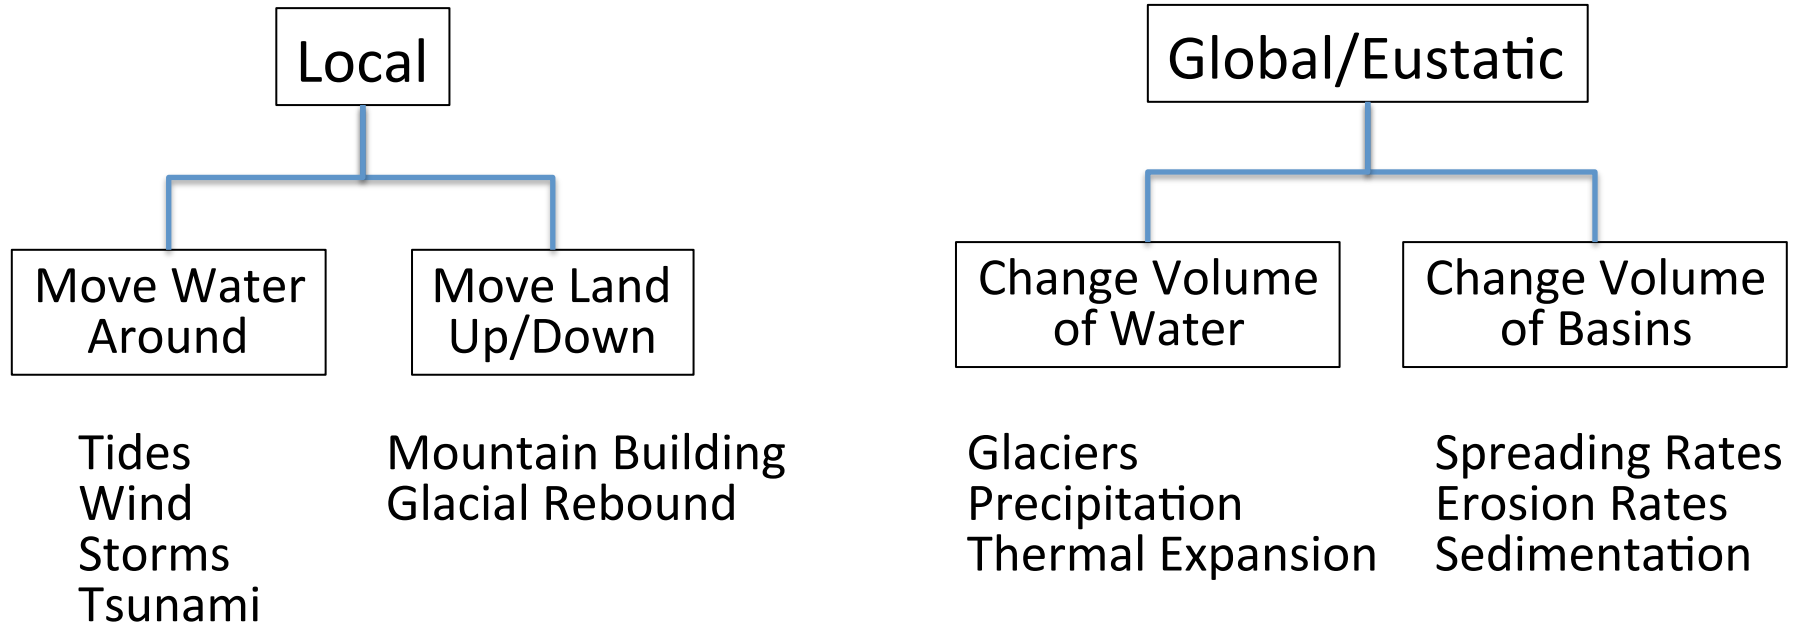 Local
Global/Eustatic
Move Water
Around
Move Land
Up/Down
Change Volume
of Water
Change Volume
of Basins
Tides
Wind
Storms
Tsunami
Mountain Building
Glacial Rebound
Glaciers
Precipitation
Thermal Expansion
Spreading Rates
Erosion Rates
Sedimentation